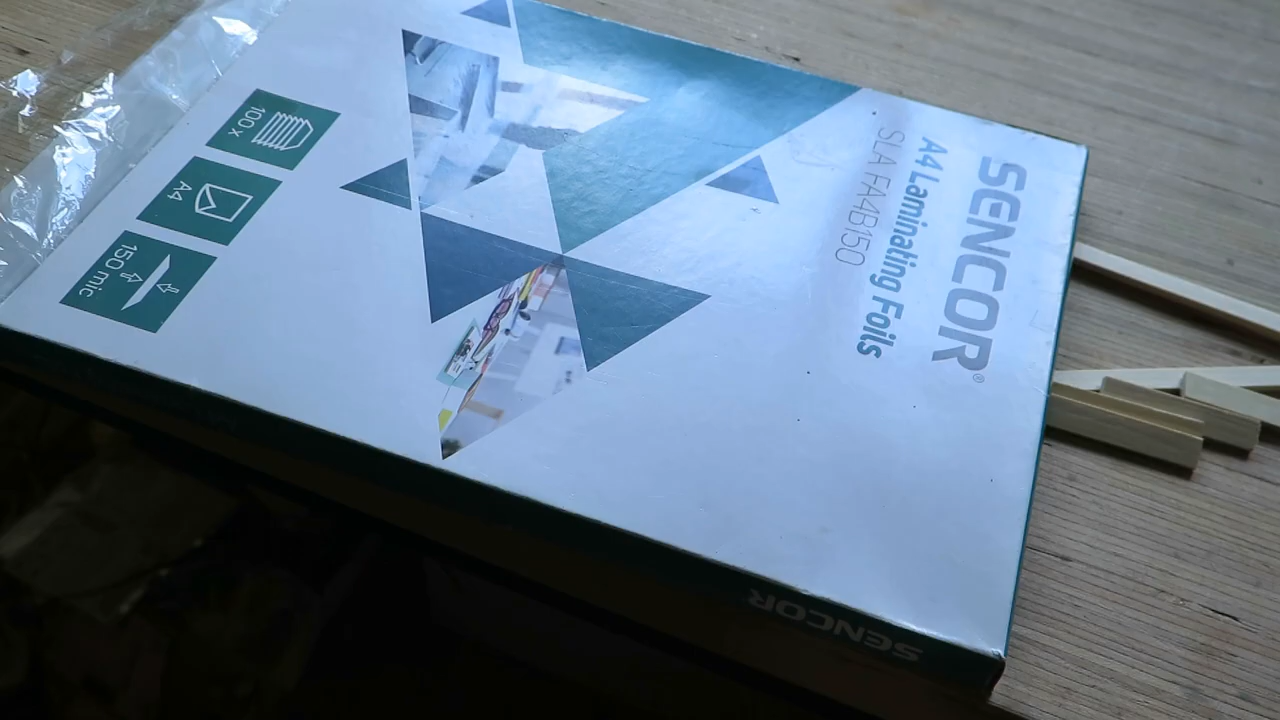 SENCOR®
A4 Laminating Foils
SLA FA4B150
100 x
A4
150 mic
SENCOR